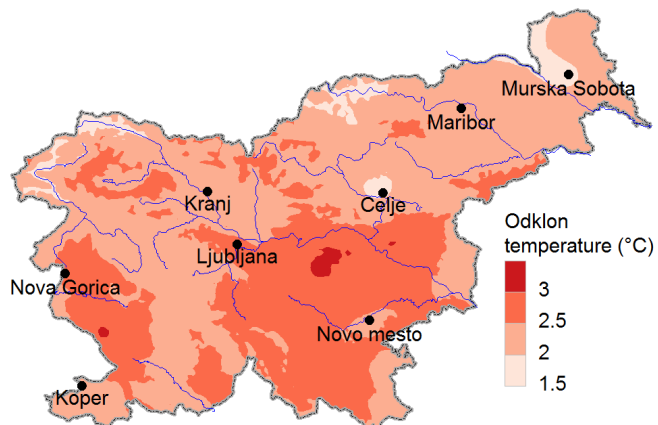 Murska Sobota
Maribor
Kranj
Celje
Ljubljana
Nova Gorica
Novo mesto
Koper
Odklon
temperature (°C)
3
2.5
2
1.5